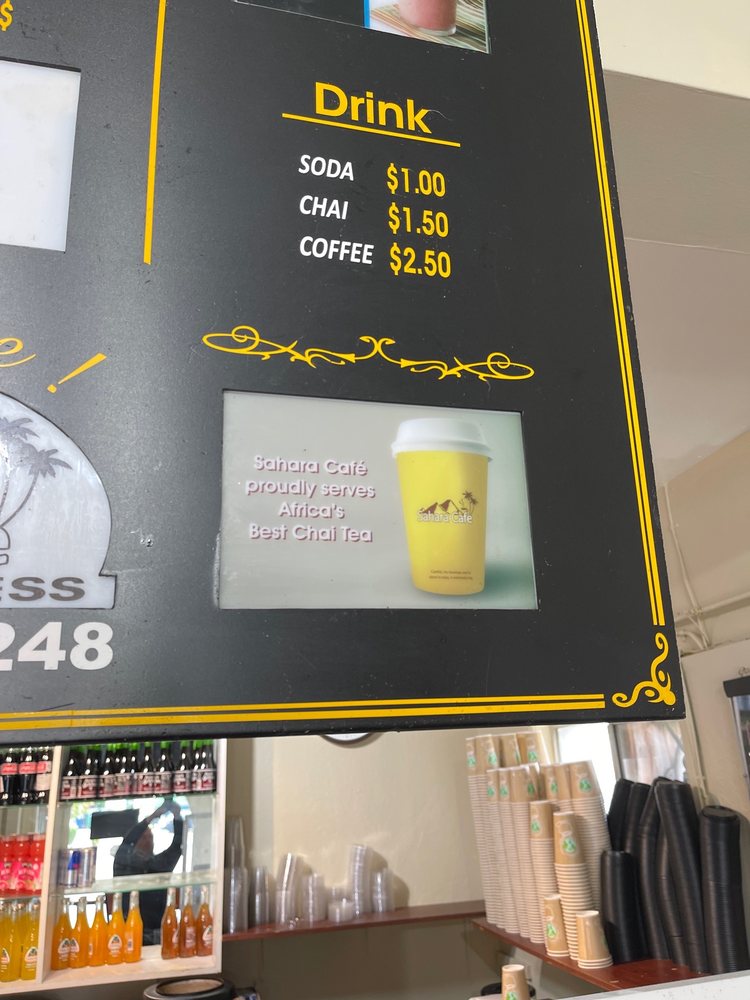 $
Drink
SODA $1.00
CHAI $1.50
COFFEE $2.50
e!
Sahara Café
proudly serves
Africa's
Best Chai Tea
Sahara Café
ESS
248